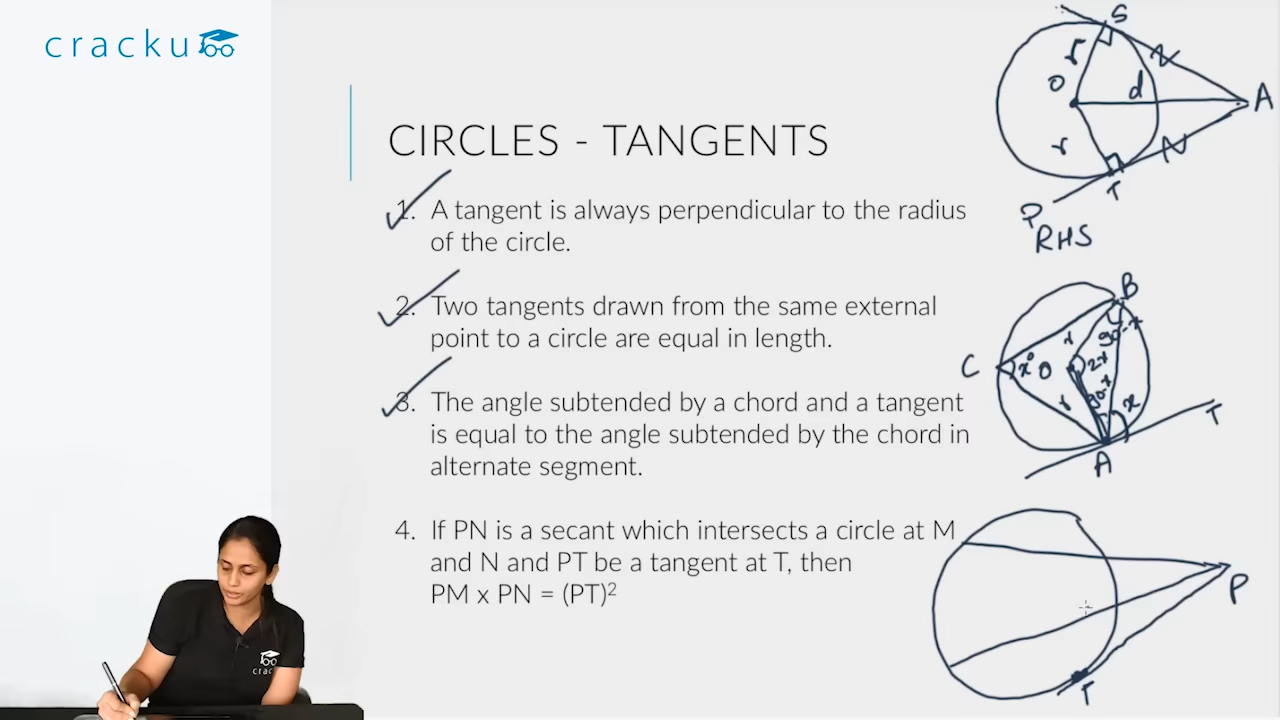 cracku
CIRCLES - TANGENTS
1. A tangent is always perpendicular to the radius
of the circle.
2. Two tangents drawn from the same external
point to a circle are equal in length.
3. The angle subtended by a chord and a tangent
is equal to the angle subtended by the chord in
alternate segment.
4. If PN is a secant which intersects a circle at M
and N and PT be a tangent at T, then
PM x PN = (PT)²
S
r
O
d
A
r
T
P
RHS
B
90-x
C
x°
O
2x
90-x
x
T
A
P
T